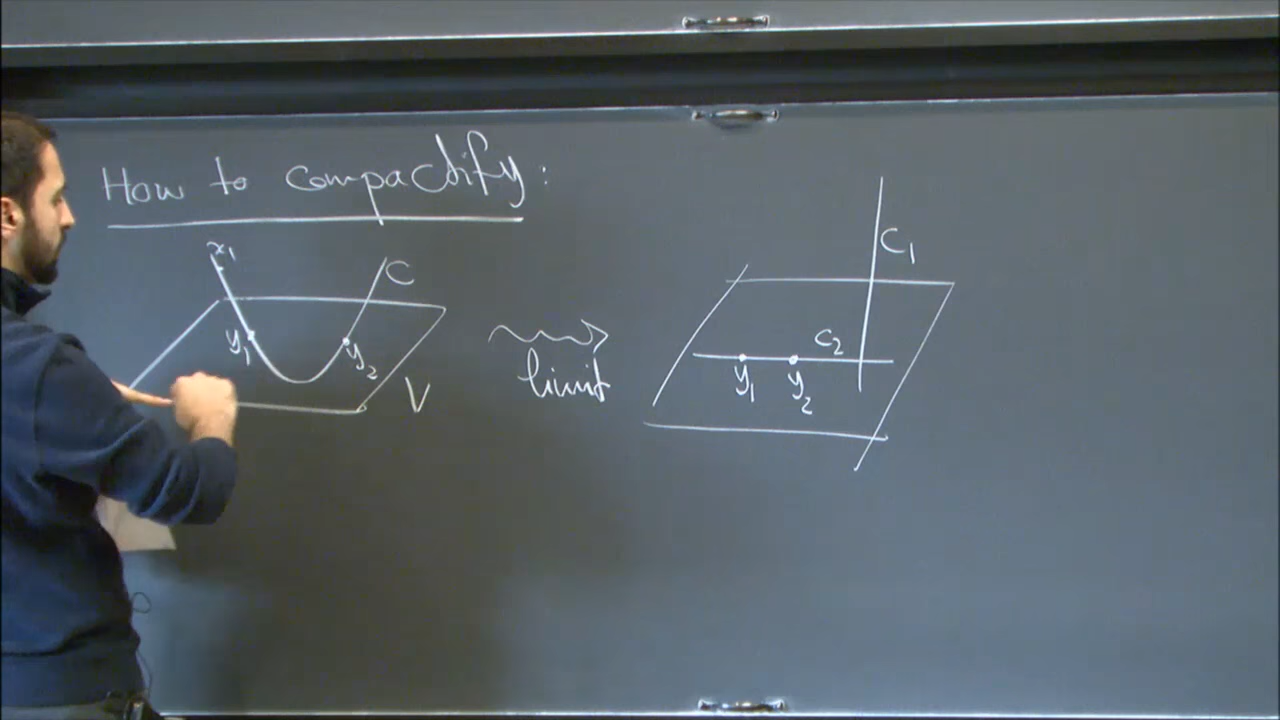 How to compactify:
x₁
C
y₁
y₂
V
limit
C₁
C₂
y₁
y₂